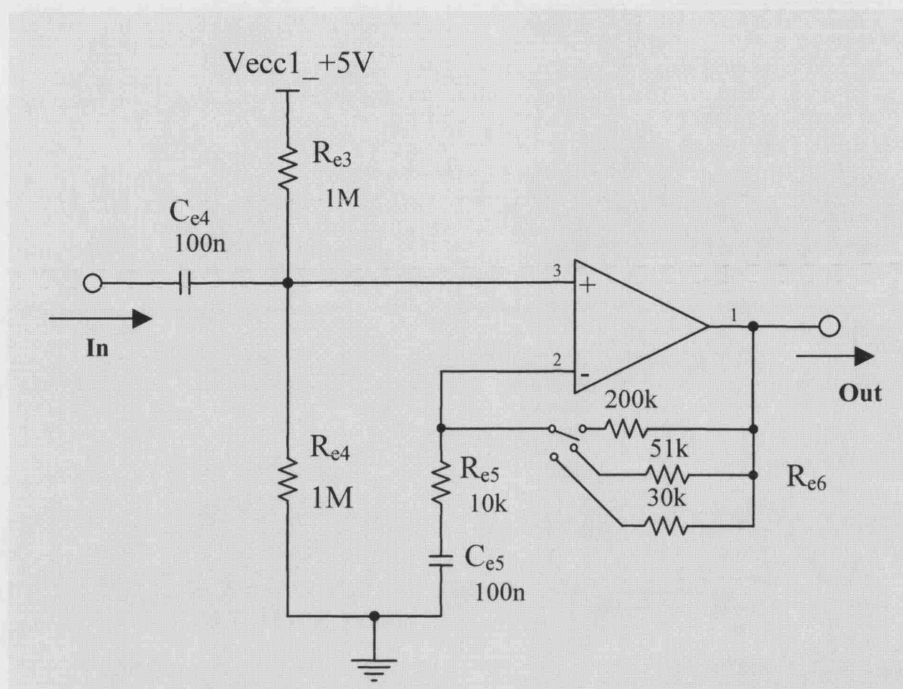 Vecc1_+5V
Re3
1M
Ce4
100n
3
+
1
In
2
-
Out
200k
Re4
1M
Re5
10k
51k
Re6
30k
Ce5
100n